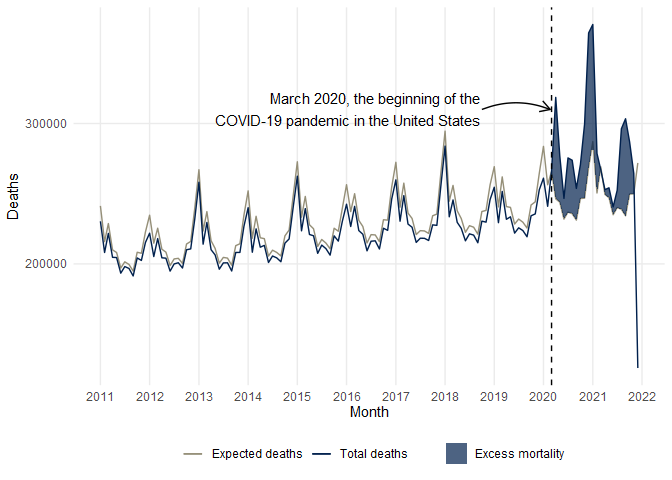 March 2020, the beginning of the
COVID-19 pandemic in the United States
300000
200000
Deaths
2011 2012 2013 2014 2015 2016 2017 2018 2019 2020 2021 2022
Month
Expected deaths Total deaths Excess mortality